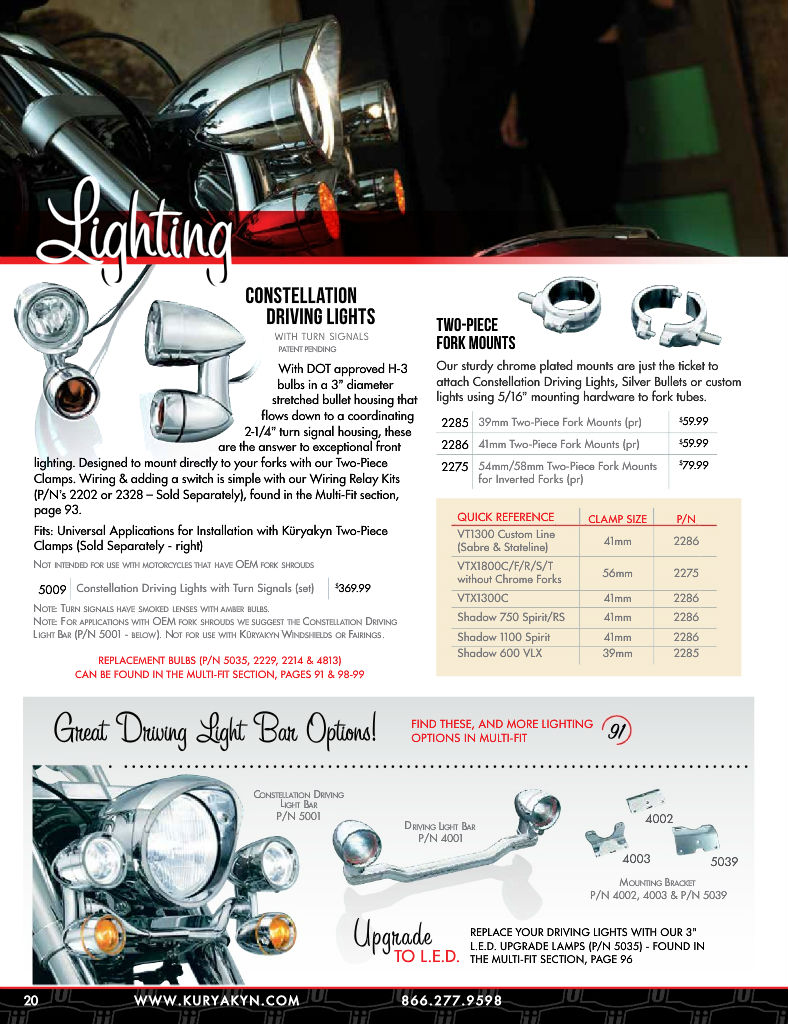 Lighting
CONSTELLATION
DRIVING LIGHTS
WITH TURN SIGNALS
PATENT PENDING
With DOT approved H-3
bulbs in a 3” diameter
stretched bullet housing that
flows down to a coordinating
2-1/4” turn signal housing, these
are the answer to exceptional front
lighting. Designed to mount directly to your forks with our Two-Piece
Clamps. Wiring & adding a switch is simple with our Wiring Relay Kits
(P/N's 2202 or 2328 – Sold Separately), found in the Multi-Fit section,
page 93.
Fits: Universal Applications for Installation with Küryakyn Two-Piece
Clamps (Sold Separately - right)
NOT INTENDED FOR USE WITH MOTORCYCLES THAT HAVE OEM FORK SHROUDS
5009 Constellation Driving Lights with Turn Signals (set) $369.99
NOTE: TURN SIGNALS HAVE SMOKED LENSES WITH AMBER BULBS.
NOTE: FOR APPLICATIONS WITH OEM FORK SHROUDS WE SUGGEST THE CONSTELLATION DRIVING
LIGHT BAR (P/N 5001 - BELOW). NOT FOR USE WITH KÜRYAKYN WINDSHIELDS OR FAIRINGS.
REPLACEMENT BULBS (P/N 5035, 2229, 2214 & 4813)
CAN BE FOUND IN THE MULTI-FIT SECTION, PAGES 91 & 98-99
TWO-PIECE
FORK MOUNTS
Our sturdy chrome plated mounts are just the ticket to
attach Constellation Driving Lights, Silver Bullets or custom
lights using 5/16” mounting hardware to fork tubes.
2285 39mm Two-Piece Fork Mounts (pr) $59.99
2286 41mm Two-Piece Fork Mounts (pr) $59.99
2275 54mm/58mm Two-Piece Fork Mounts $79.99
for Inverted Forks (pr)
QUICK REFERENCE CLAMP SIZE P/N
VT1300 Custom Line
(Sabre & Stateline) 41mm 2286
VTX1800C/F/R/S/T
without Chrome Forks 56mm 2275
VTX1300C 41mm 2286
Shadow 750 Spirit/RS 41mm 2286
Shadow 1100 Spirit 41mm 2286
Shadow 600 VLX 39mm 2285
Great Driving Light Bar Options!
FIND THESE, AND MORE LIGHTING
OPTIONS IN MULTI-FIT
91
CONSTELLATION DRIVING
LIGHT BAR
P/N 5001
DRIVING LIGHT BAR
P/N 4001
4002
4003
5039
MOUNTING BRACKET
P/N 4002, 4003 & P/N 5039
Upgrade
TO L.E.D.
REPLACE YOUR DRIVING LIGHTS WITH OUR 3"
L.E.D. UPGRADE LAMPS (P/N 5035) - FOUND IN
THE MULTI-FIT SECTION, PAGE 96
20 WWW.KURYAKYN.COM 866.277.9598